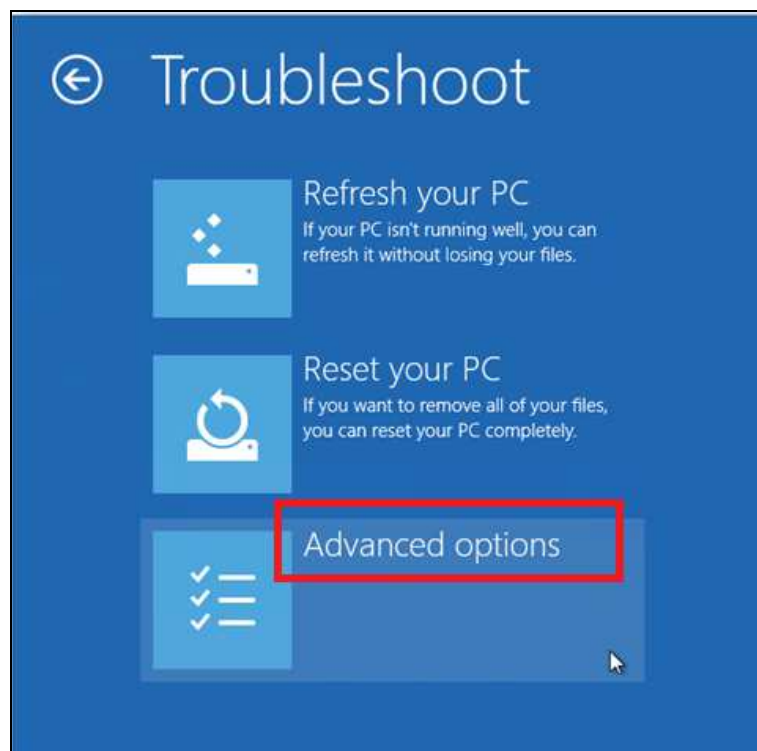 Troubleshoot
Refresh your PC
If your PC isn't running well, you can
refresh it without losing your files.
Reset your PC
If you want to remove all of your files,
you can reset your PC completely.
Advanced options